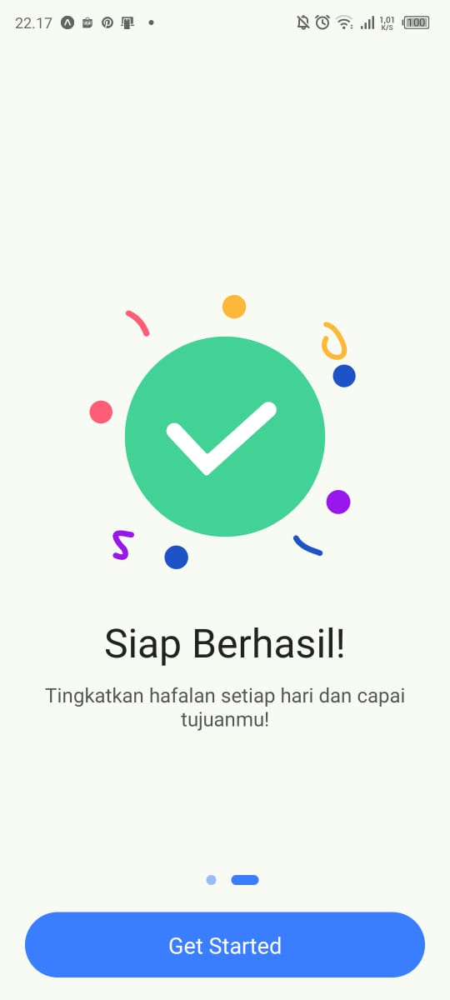 22.17
1,01
K/S
100
Siap Berhasil!
Tingkatkan hafalan setiap hari dan capai
tujuanmu!
Get Started